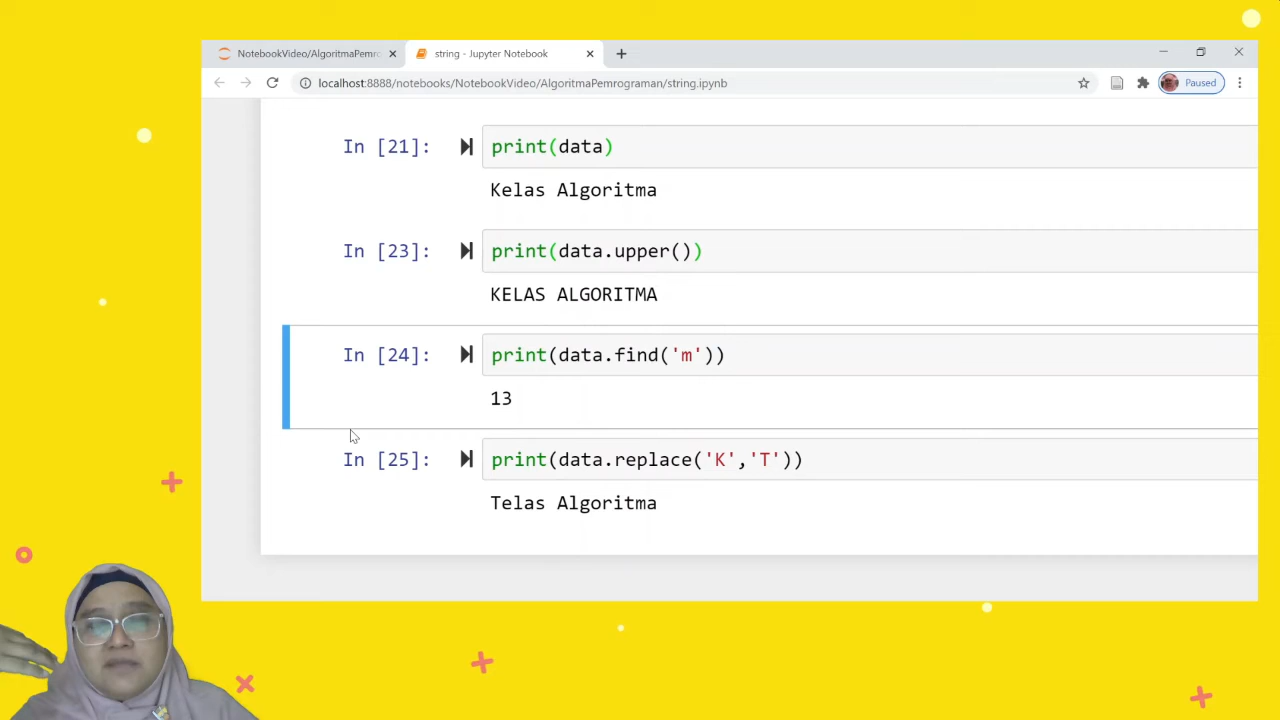 NotebookVideo/AlgoritmaPemro
string - Jupyter Notebook
localhost:8888/notebooks/NotebookVideo/AlgoritmaPemrograman/string.ipynb
Paused
In [21]: print(data)
Kelas Algoritma
In [23]: print(data.upper())
KELAS ALGORITMA
In [24]: print(data.find('m'))
13
In [25]: print(data.replace('K','T'))
Telas Algoritma